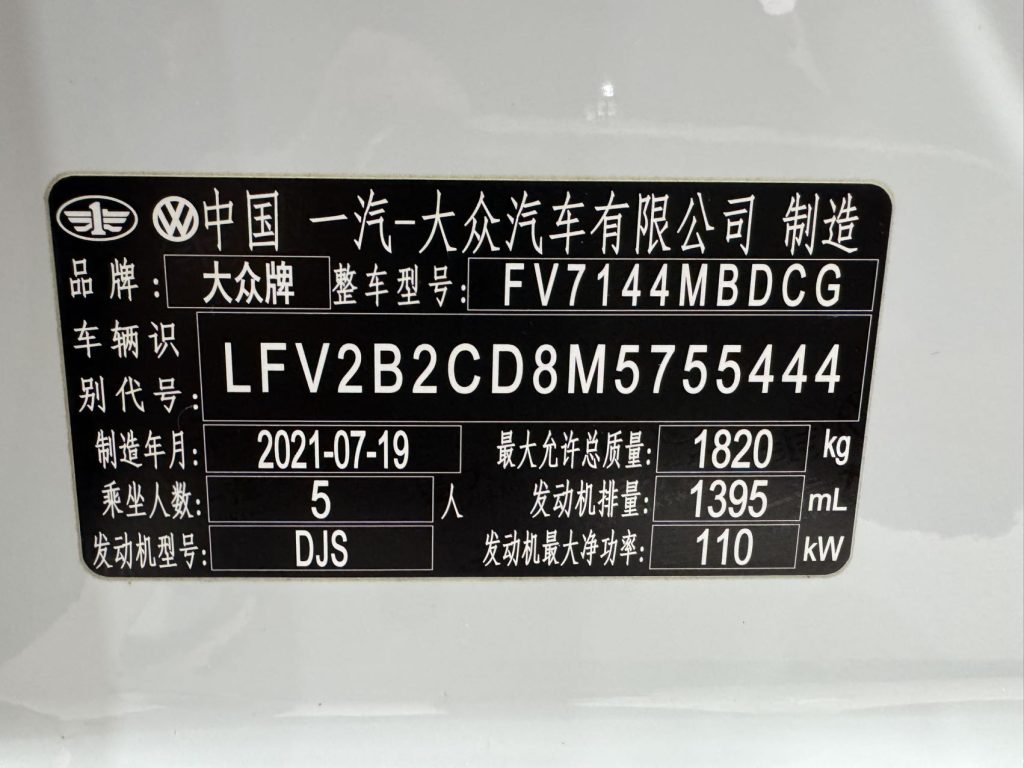 中国 一汽-大众汽车有限公司 制造
品牌: 大众牌 整车型号: FV7144MBDCG
车辆识别代号: LFV2B2CD8M5755444
制造年月: 2021-07-19 最大允许总质量: 1820 kg
乘坐人数: 5 人 发动机排量: 1395 mL
发动机型号: DJS 发动机最大净功率: 110 kW